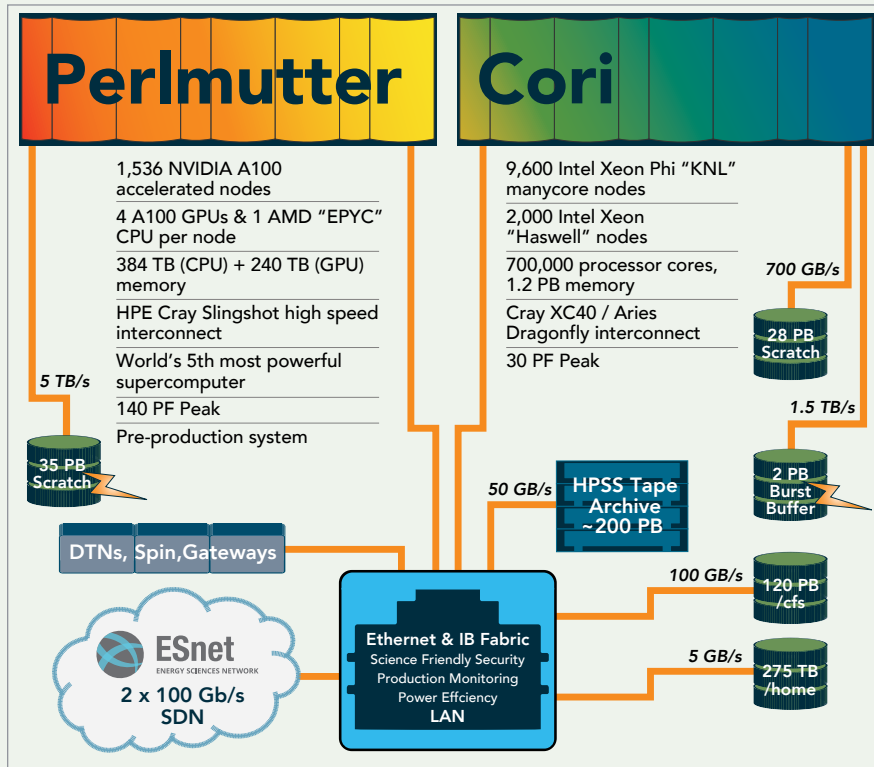 Perlmutter
Cori
1,536 NVIDIA A100
accelerated nodes
4 A100 GPUs & 1 AMD “EPYC”
CPU per node
384 TB (CPU) + 240 TB (GPU)
memory
HPE Cray Slingshot high speed
interconnect
World’s 5th most powerful
supercomputer
140 PF Peak
Pre-production system
9,600 Intel Xeon Phi “KNL”
manycore nodes
2,000 Intel Xeon
“Haswell” nodes
700,000 processor cores,
1.2 PB memory
Cray XC40 / Aries
Dragonfly interconnect
30 PF Peak
700 GB/s
28 PB
Scratch
5 TB/s
35 PB
Scratch
1.5 TB/s
2 PB
Burst
Buffer
50 GB/s
HPSS Tape
Archive
~200 PB
DTNs, Spin,Gateways
100 GB/s
120 PB
/cfs
5 GB/s
275 TB
/home
ESnet
ENERGY SCIENCES NETWORK
2 x 100 Gb/s
SDN
Ethernet & IB Fabric
Science Friendly Security
Production Monitoring
Power Effciency
LAN